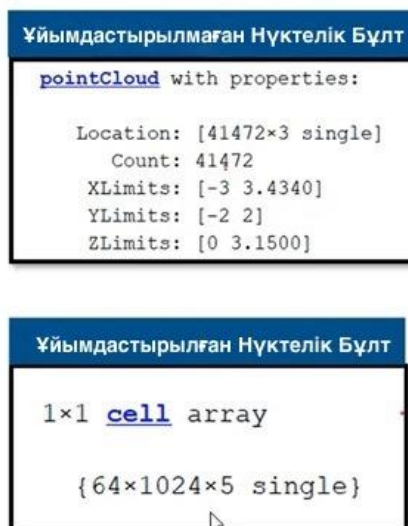 Ұйымдастырылмаған Нүктелік Бұлт
pointCloud with properties:
Location: [41472×3 single]
Count: 41472
XLimits: [-3 3.4340]
YLimits: [-2 2]
ZLimits: [0 3.1500]
Ұйымдастырылған Нүктелік Бұлт
1×1 cell array
{64×1024×5 single}